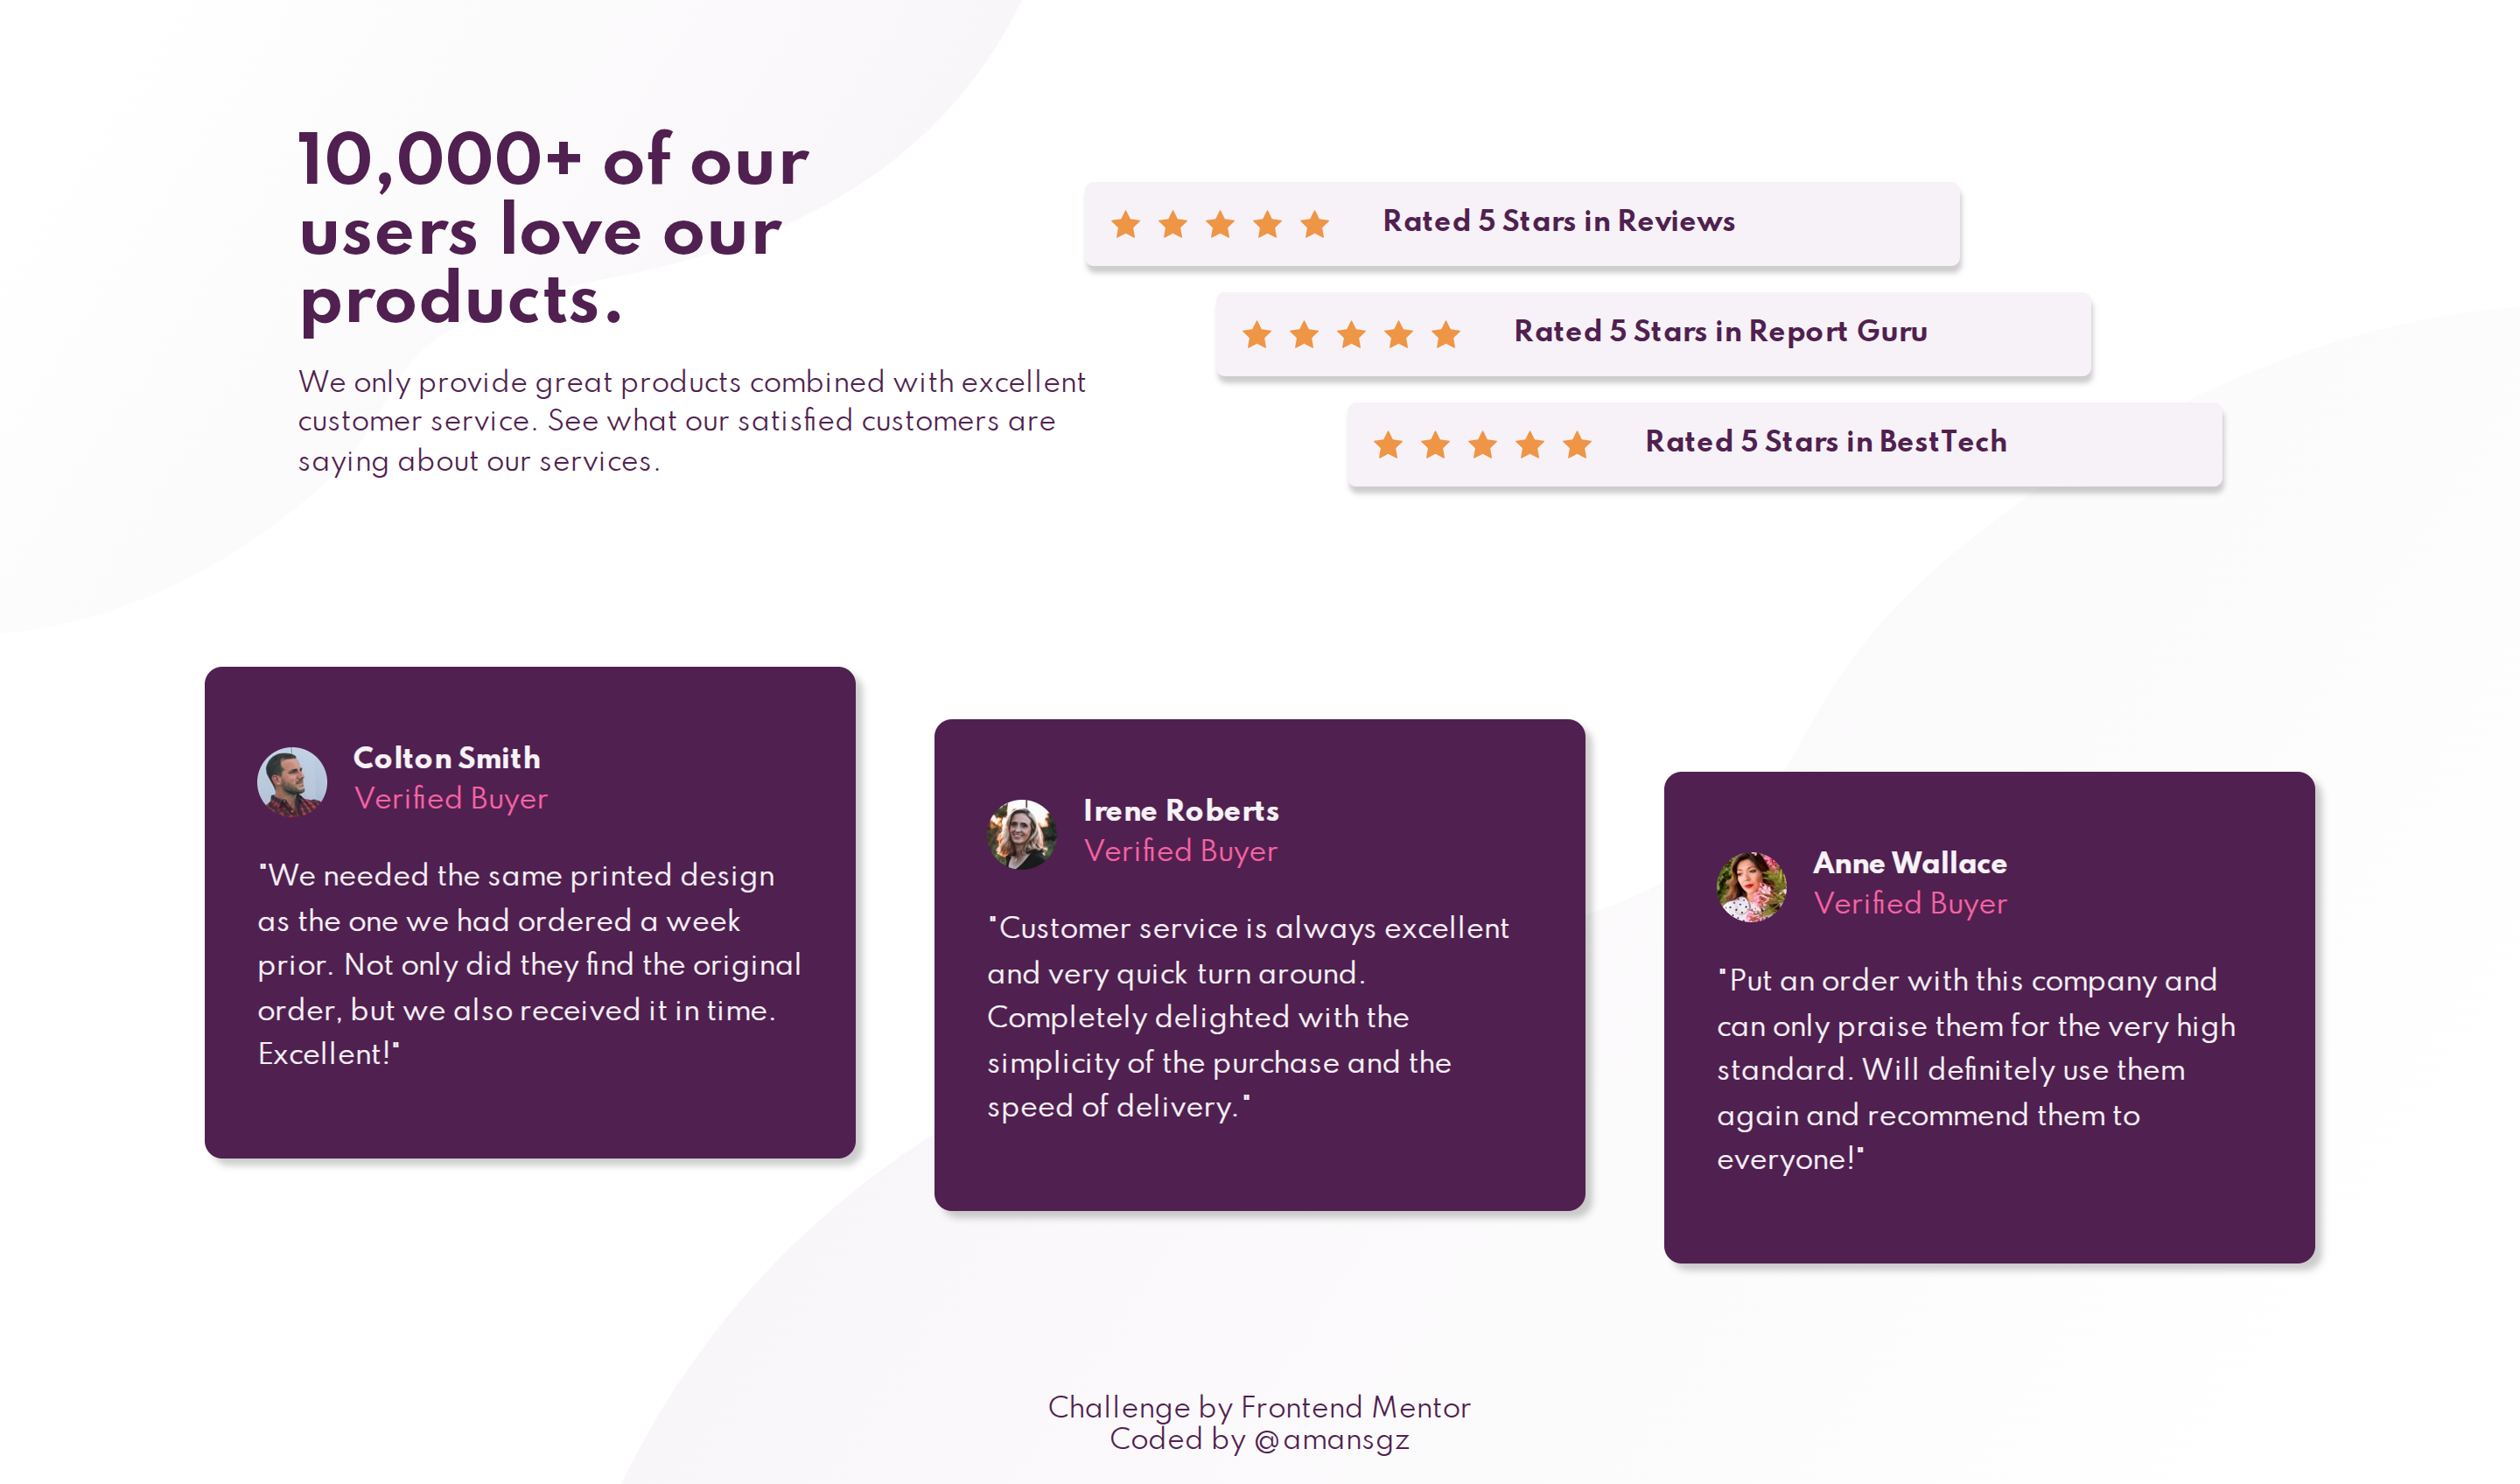 10,000+ of our
users love our
products.
We only provide great products combined with excellent
customer service. See what our satisfied customers are
saying about our services.
Rated 5 Stars in Reviews
Rated 5 Stars in Report Guru
Rated 5 Stars in BestTech
Colton Smith
Verified Buyer
"We needed the same printed design
as the one we had ordered a week
prior. Not only did they find the original
order, but we also received it in time.
Excellent!"
Irene Roberts
Verified Buyer
"Customer service is always excellent
and very quick turn around.
Completely delighted with the
simplicity of the purchase and the
speed of delivery."
Anne Wallace
Verified Buyer
"Put an order with this company and
can only praise them for the very high
standard. Will definitely use them
again and recommend them to
everyone!"
Challenge by Frontend Mentor
Coded by @amansgz